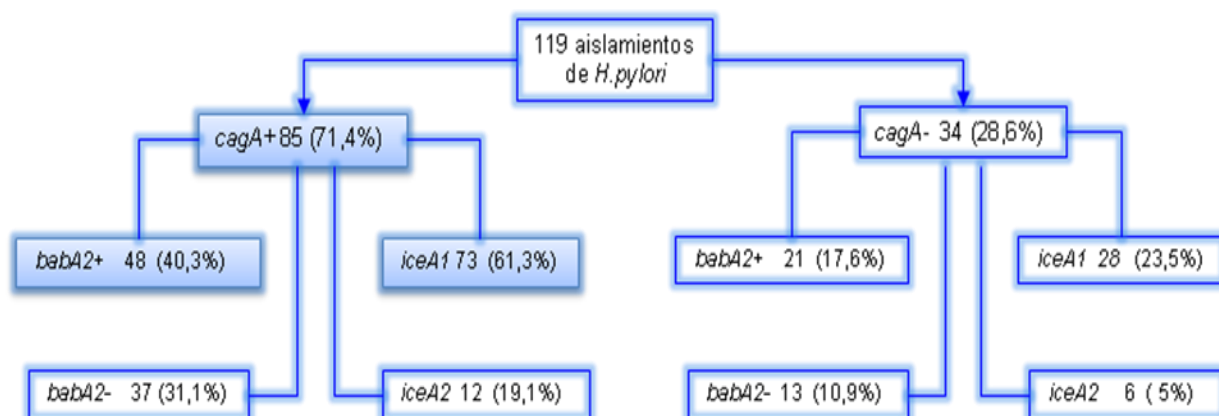 119 aislamientos
de H.pylori
cagA+ 85 (71,4%)
cagA- 34 (28,6%)
babA2+ 48 (40,3%)
iceA1 73 (61,3%)
babA2+ 21 (17,6%)
iceA1 28 (23,5%)
babA2- 37 (31,1%)
iceA2 12 (19,1%)
babA2- 13 (10,9%)
iceA2 6 ( 5%)